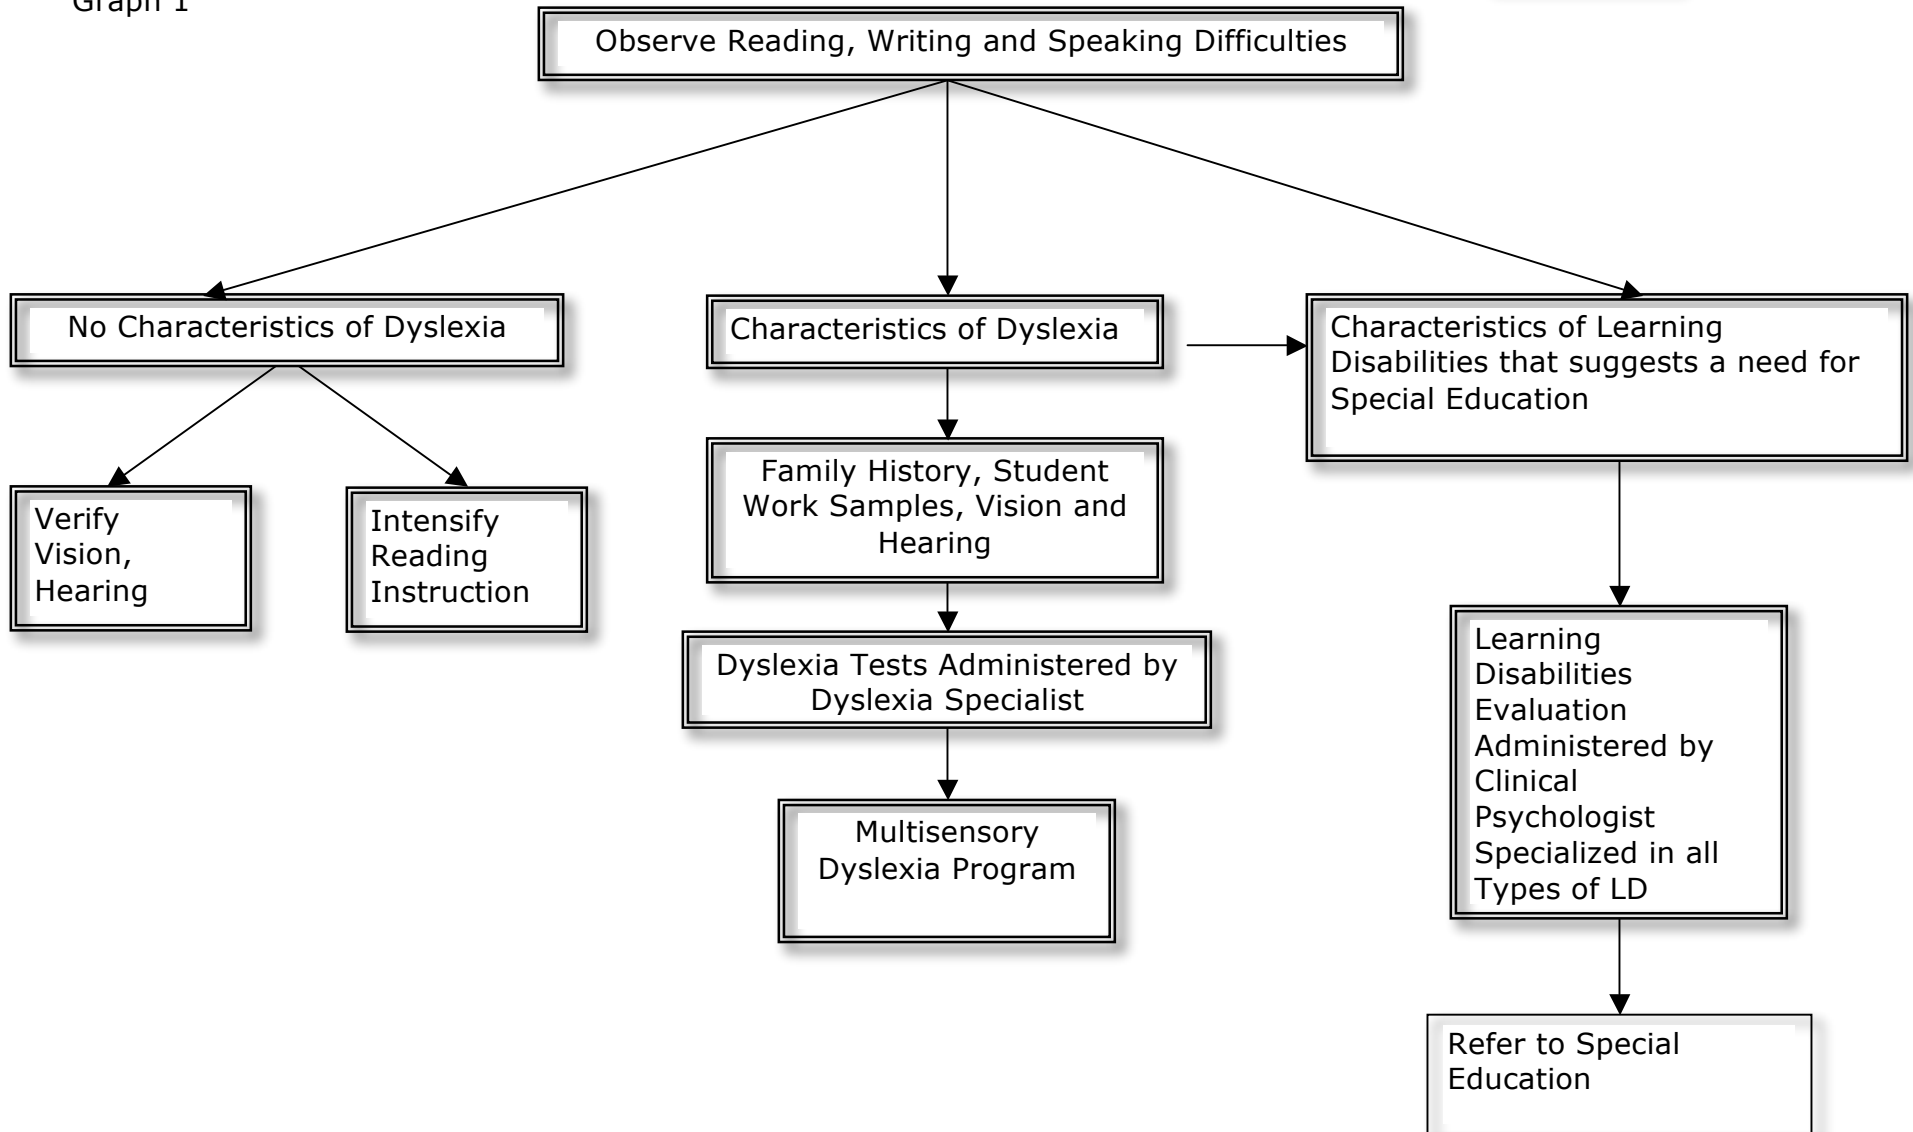 Graph 1
Observe Reading, Writing and Speaking Difficulties
No Characteristics of Dyslexia
Characteristics of Dyslexia
Characteristics of Learning
Disabilities that suggests a need for
Special Education
Verify
Vision,
Hearing
Intensify
Reading
Instruction
Family History, Student
Work Samples, Vision and
Hearing
Dyslexia Tests Administered by
Dyslexia Specialist
Multisensory
Dyslexia Program
Learning
Disabilities
Evaluation
Administered by
Clinical
Psychologist
Specialized in all
Types of LD
Refer to Special
Education